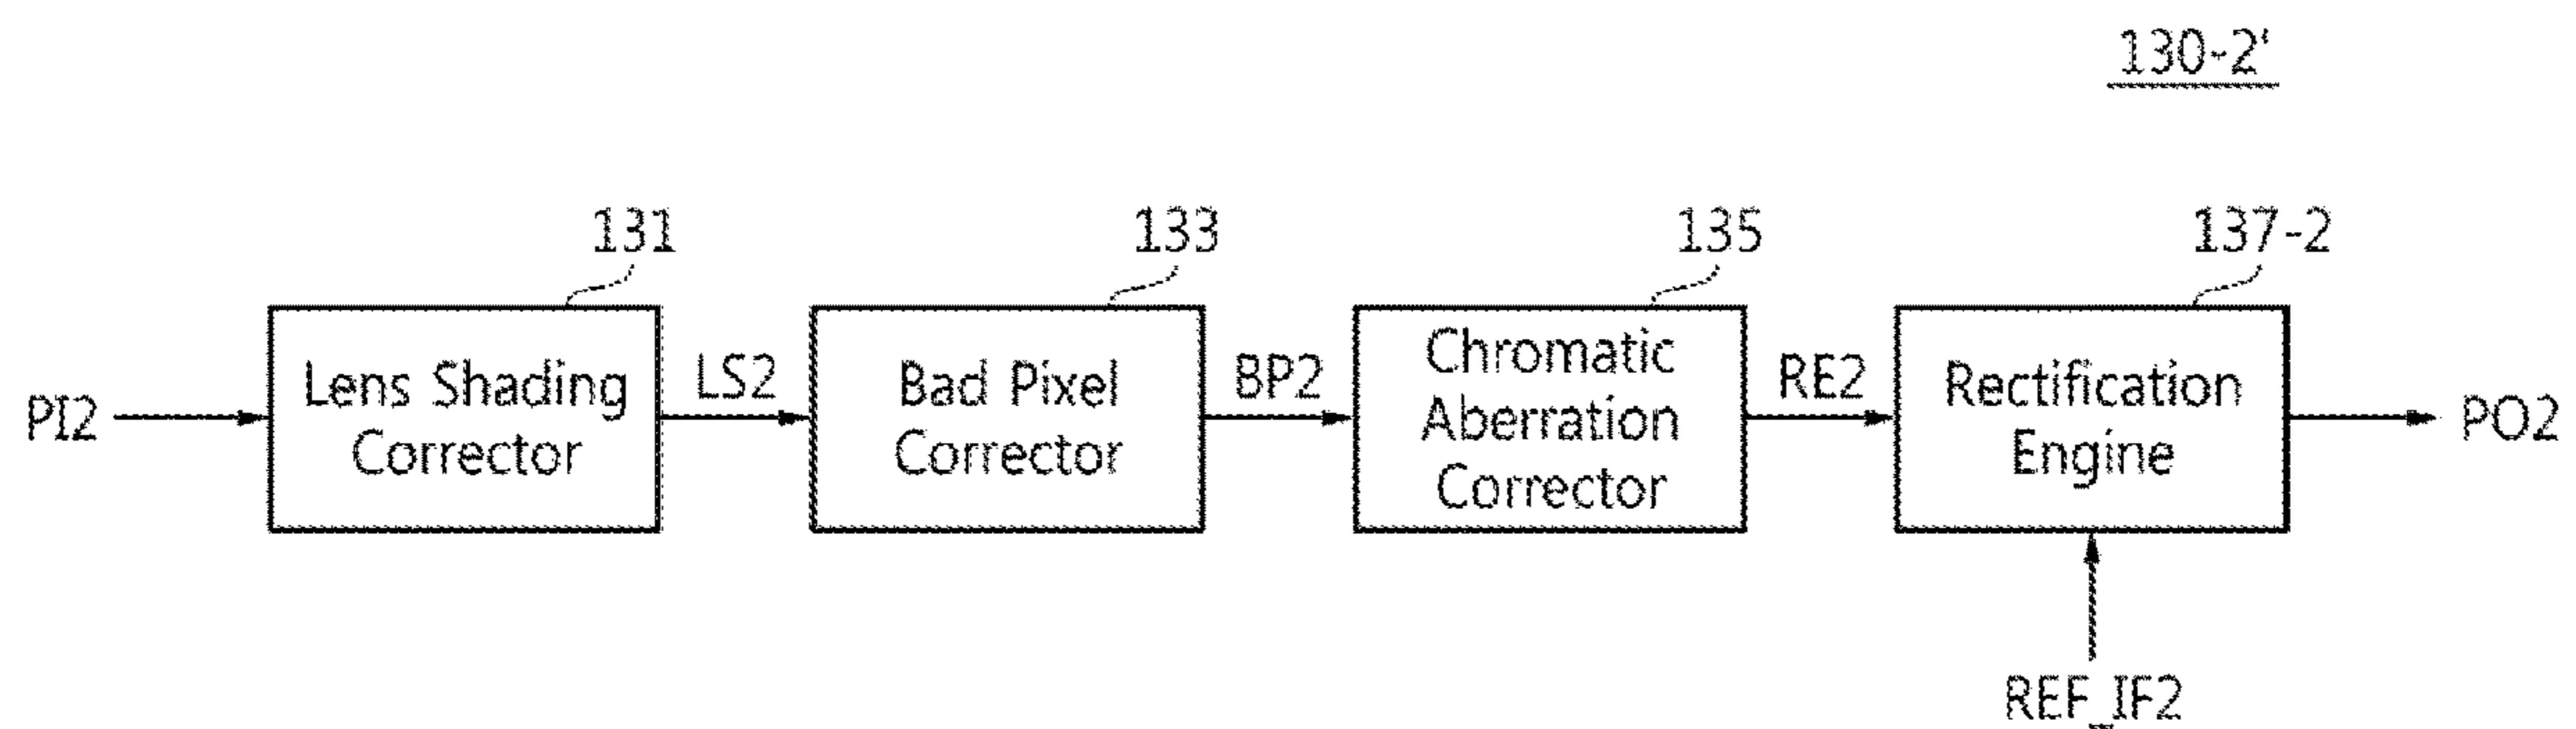 130-2'
131
133
135
137-2
PI2
Lens Shading
Corrector
LS2
Bad Pixel
Corrector
BP2
Chromatic
Aberration
Corrector
RE2
Rectification
Engine
PO2
REF_IF2